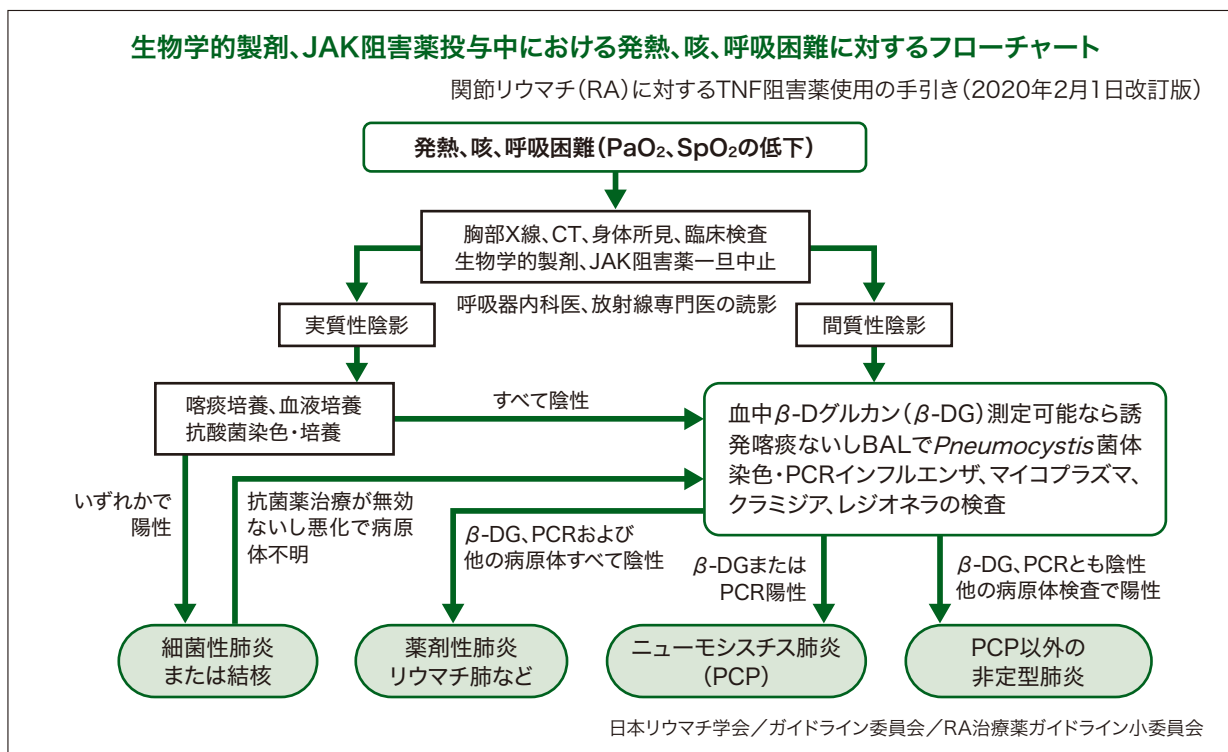 生物学的製剤、JAK阻害薬投与中における発熱、咳、呼吸困難に対するフローチャート
関節リウマチ(RA)に対するTNF阻害薬使用の手引き(2020年2月1日改訂版)
発熱、咳、呼吸困難(PaO₂、SpO₂の低下)
胸部X線、CT、身体所見、臨床検査
生物学的製剤、JAK阻害薬一旦中止
呼吸器内科医、放射線専門医の読影
実質性陰影
間質性陰影
喀痰培養、血液培養
抗酸菌染色・培養
すべて陰性
血中β-Dグルカン(β-DG)測定可能なら誘
発喀痰ないしBALでPneumocystis菌体
染色・PCRインフルエンザ、マイコプラズマ、
クラミジア、レジオネラの検査
いずれかで
陽性
抗菌薬治療が無効
ないし悪化で病原
体不明
β-DG、PCRおよび
他の病原体すべて陰性
β-DGまたは
PCR陽性
β-DG、PCRとも陰性
他の病原体検査で陽性
細菌性肺炎
または結核
薬剤性肺炎
リウマチ肺など
ニューモシスチス肺炎
(PCP)
PCP以外の
非定型肺炎
日本リウマチ学会/ガイドライン委員会/RA治療薬ガイドライン小委員会